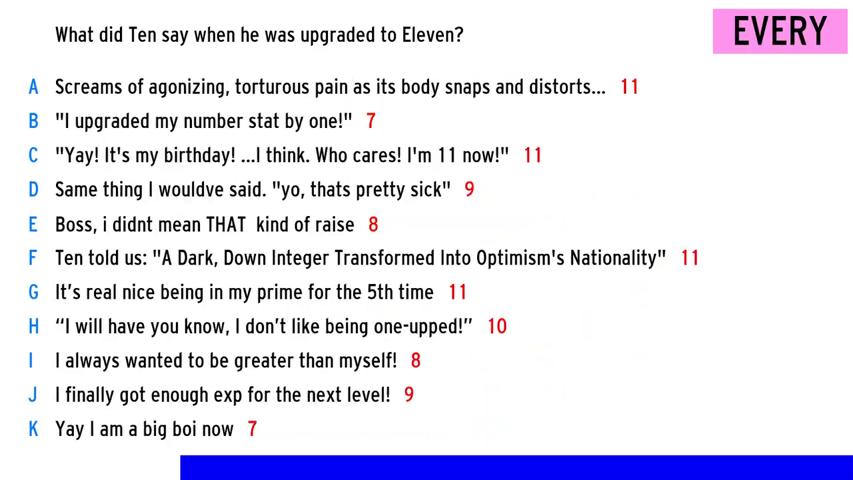 What did Ten say when he was upgraded to Eleven?
EVERY
A Screams of agonizing, torturous pain as its body snaps and distorts... 11
B "I upgraded my number stat by one!" 7
C "Yay! It's my birthday! ...I think. Who cares! I'm 11 now!" 11
D Same thing I wouldve said. "yo, thats pretty sick" 9
E Boss, i didnt mean THAT  kind of raise 8
F Ten told us: "A Dark, Down Integer Transformed Into Optimism's Nationality" 11
G It’s real nice being in my prime for the 5th time 11
H “I will have you know, I don’t like being one-upped!” 10
I I always wanted to be greater than myself! 8
J I finally got enough exp for the next level! 9
K Yay I am a big boi now 7